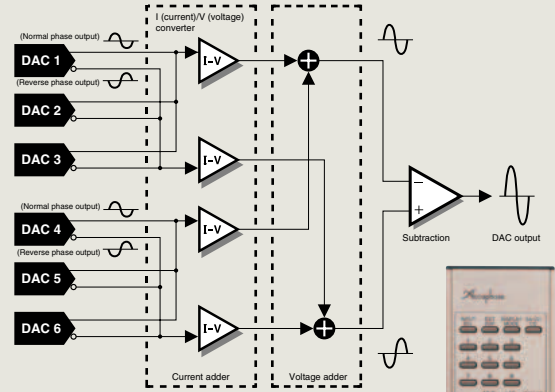 I (current)/V (voltage)
converter
(Normal phase output)
DAC 1
(Reverse phase output)
DAC 2
DAC 3
(Normal phase output)
DAC 4
(Reverse phase output)
DAC 5
DAC 6
I-V
I-V
I-V
I-V
+
+
−
+
Subtraction
DAC output
Current adder
Voltage adder
Accuphase